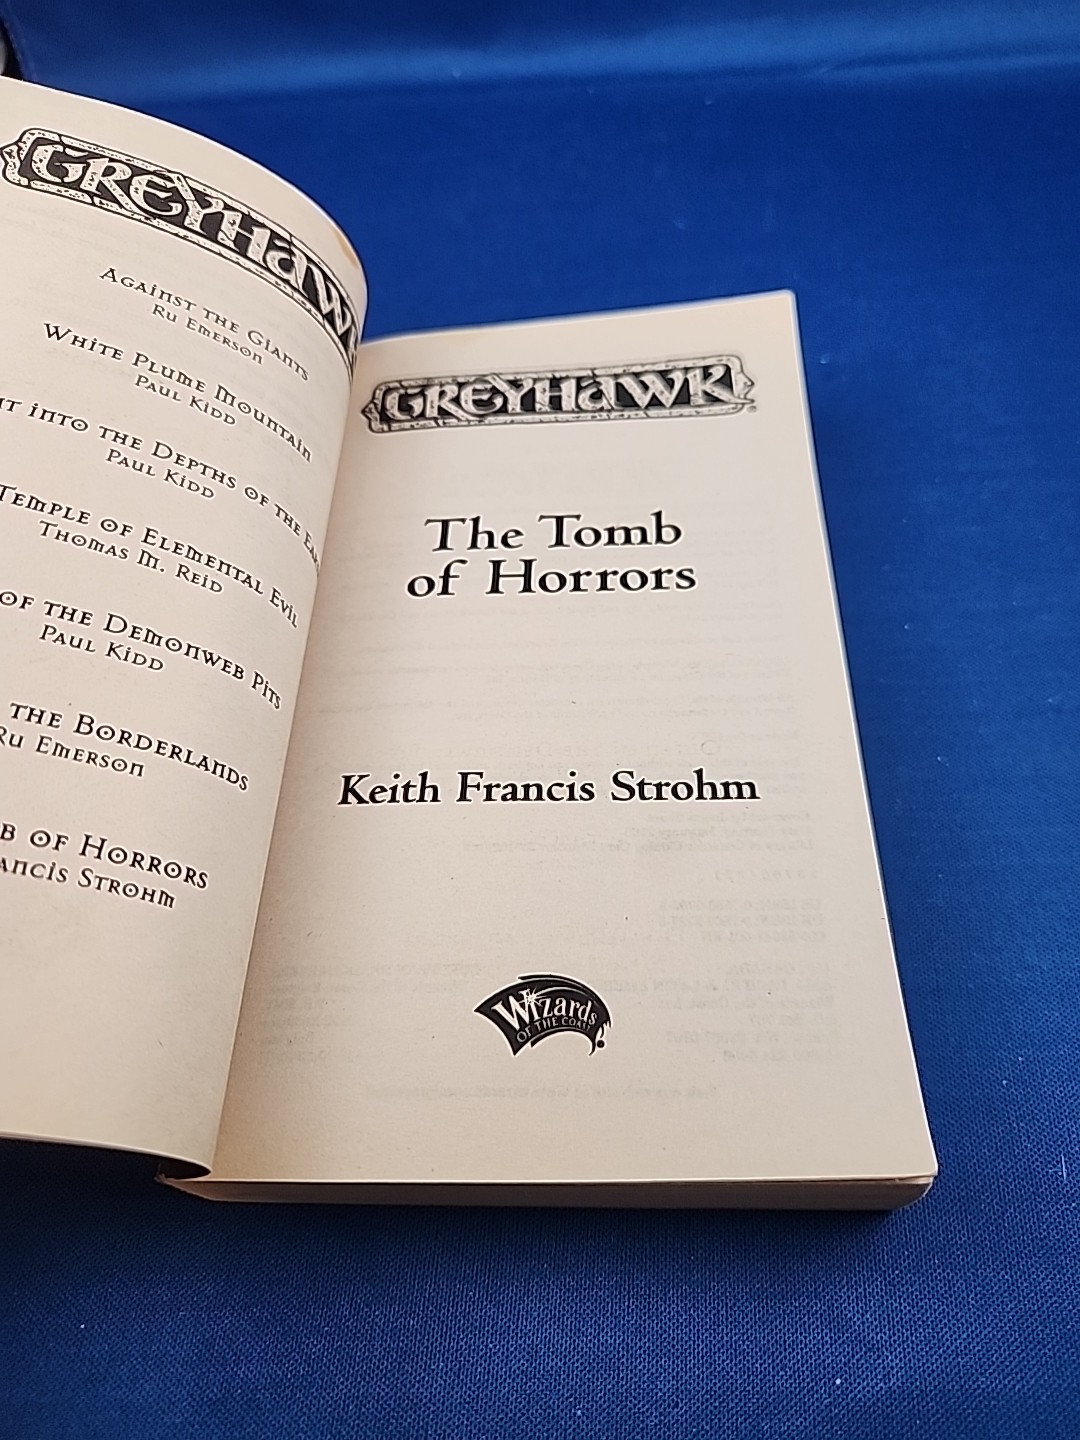 GREYHAWK
AGAINST THE GIANTS
RU EMERSON
WHITE PLUME MOUNTAIN
PAUL KIDD
INTO THE DEPTHS OF THE
PAUL KIDD
TEMPLE OF ELEMENTAL EVIL
THOMAS M. REID
OF THE DEMONWEB PITS
PAUL KIDD
THE BORDERLANDS
RU EMERSON
OF HORRORS
STROHM
GREYHAWK
The Tomb
of Horrors
Keith Francis Strohm
Wizards
OF THE COAST